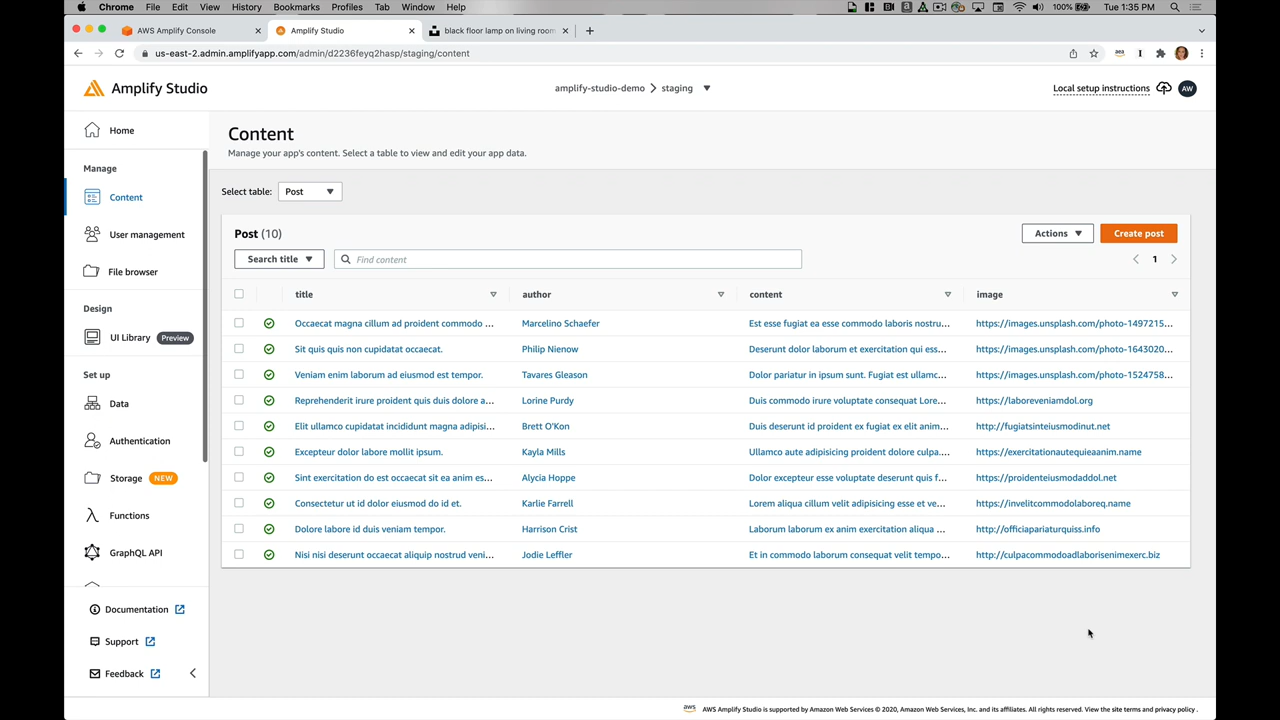 Chrome File Edit View History Bookmarks Profiles Tab Window Help 100% Tue 1:35 PM
AWS Amplify Console Amplify Studio black floor lamp on living room
us-east-2.admin.amplifyapp.com/admin/d2236feyq2hasp/staging/content
Amplify Studio amplify-studio-demo staging Local setup instructions AW
Home
Manage
Content
User management
File browser
Design
UI Library Preview
Set up
Data
Authentication
Storage NEW
Functions
GraphQL API
Documentation
Support
Feedback
Content
Manage your app's content. Select a table to view and edit your app data.
Select table: Post
Post (10) Actions Create post
Search title Find content 1
title author content image
Occaecat magna cillum ad proident commodo ... Marcelino Schaefer Est esse fugiat ea esse commodo laboris nostru... https://images.unsplash.com/photo-1497215...
Sit quis quis non cupidatat occaecat. Philip Nienow Deserunt dolor laborum et exercitation qui ess... https://images.unsplash.com/photo-1643020...
Veniam enim laborum ad eiusmod est tempor. Tavares Gleason Dolor pariatur in ipsum sunt. Fugiat est ullamc... https://images.unsplash.com/photo-1524758...
Reprehenderit irure proident quis duis dolore a... Lorine Purdy Duis commodo irure voluptate consequat Lore... https://laboreveniamdol.org
Elit ullamco cupidatat incididunt magna adipisi... Brett O'Kon Duis deserunt id proident ex fugiat ex elit anim... http://fugiatsinteiusmodinut.net
Excepteur dolor labore mollit ipsum. Kayla Mills Ullamco aute adipisicing proident dolore culpa.... https://exercitationautequieaanim.name
Sint exercitation do est occaecat sit ea anim es... Alycia Hoppe Dolor excepteur esse voluptate deserunt quis f... https://proidenteiusmodaddol.net
Consectetur ut id dolor eiusmod do id et. Karlie Farrell Lorem aliqua cillum velit adipisicing esse et ve... https://invelitcommodolaboreq.name
Dolore labore id duis veniam tempor. Harrison Crist Laborum laborum ex anim exercitation aliqua ... http://officiapariaturquiss.info
Nisi nisi deserunt occaecat aliquip nostrud veni... Jodie Leffler Et in commodo laborum consequat velit tempo... http://culpacommodoadlaborisenimexerc.biz
aws AWS Amplify Studio is supported by Amazon Web Services © 2020, Amazon Web Services, Inc. and its affiliates. All rights reserved. View the site terms and privacy policy .